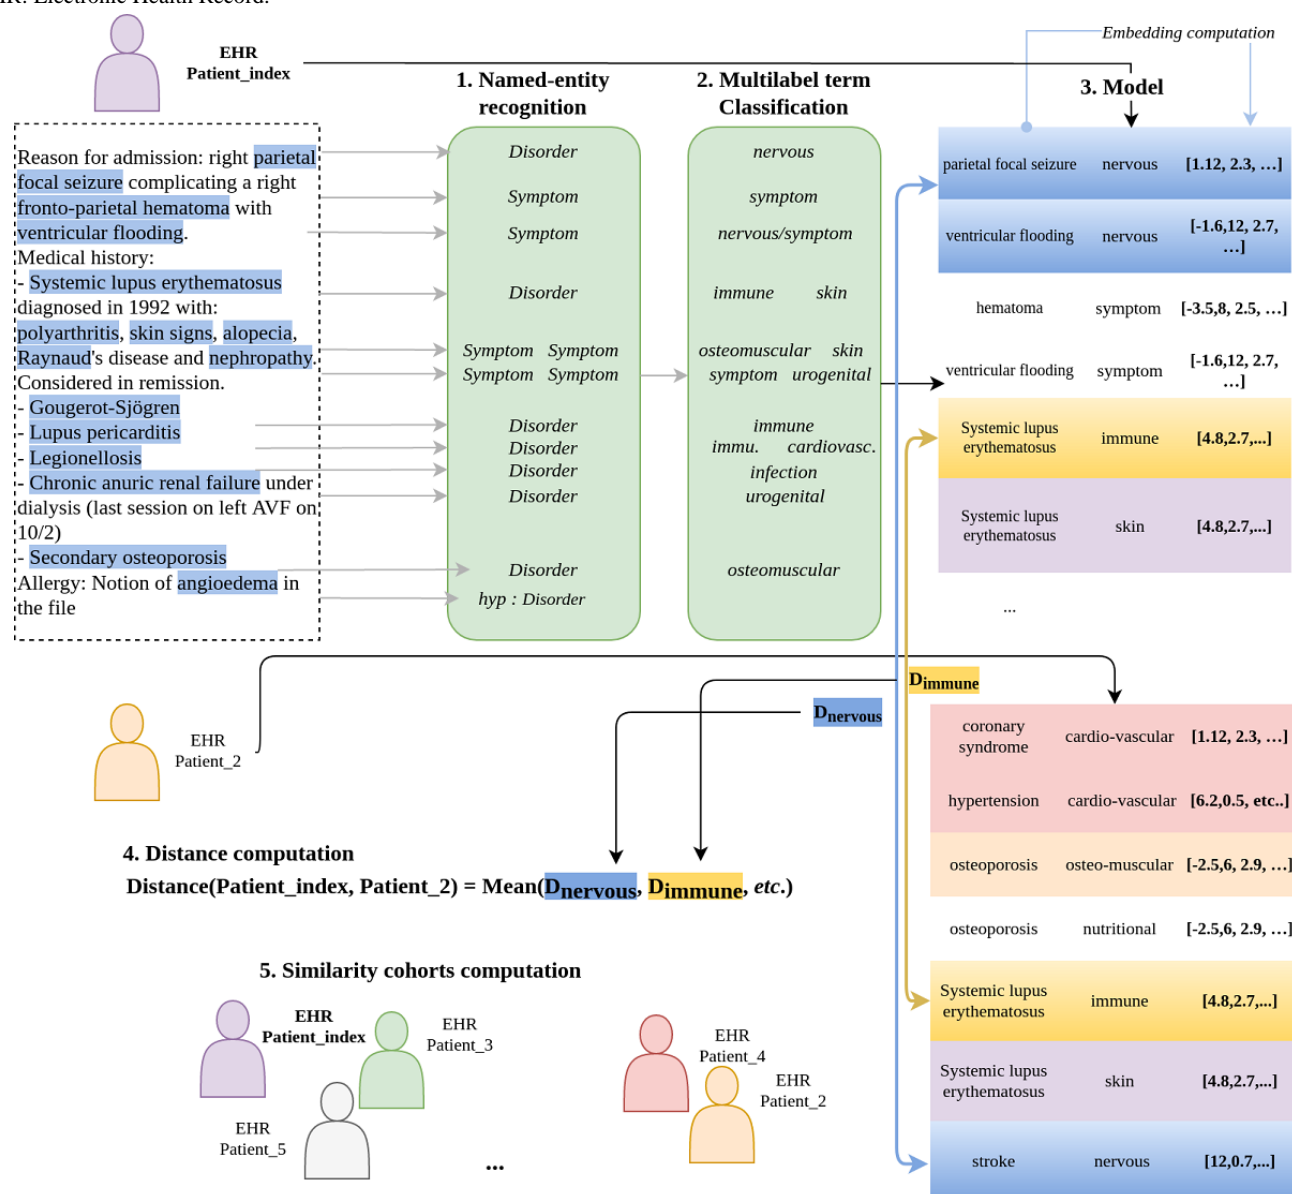 EHR
Patient_index
1. Named-entity
recognition
2. Multilabel term
Classification
Embedding computation
3. Model
Reason for admission: right parietal
focal seizure complicating a right
fronto-parietal hematoma with
ventricular flooding.
Medical history:
- Systemic lupus erythematosus
diagnosed in 1992 with:
polyarthritis, skin signs, alopecia,
Raynaud's disease and nephropathy.
Considered in remission.
- Gougerot-Sjögren
- Lupus pericarditis
- Legionellosis
- Chronic anuric renal failure under
dialysis (last session on left AVF on
10/2)
- Secondary osteoporosis
Allergy: Notion of angioedema in
the file
Disorder
Symptom
Symptom
Disorder
Symptom Symptom
Symptom Symptom
Disorder
Disorder
Disorder
Disorder
Disorder
hyp : Disorder
nervous
symptom
nervous/symptom
immune skin
osteomuscular skin
symptom urogenital
immune
immu. cardiovasc.
infection
urogenital
osteomuscular
parietal focal seizure nervous [1.12, 2.3, …]
ventricular flooding nervous [-1.6,12, 2.7,
…]
hematoma symptom [-3.5,8, 2.5, …]
ventricular flooding symptom [-1.6,12, 2.7,
…]
Systemic lupus
erythematosus immune [4.8,2.7,...]
Systemic lupus
erythematosus skin [4.8,2.7,...]
...
EHR
Patient_2
Dimmune
Dnervous
coronary
syndrome cardio-vascular [1.12, 2.3, …]
hypertension cardio-vascular [6.2,0.5, etc..]
osteoporosis osteo-muscular [-2.5,6, 2.9, …]
osteoporosis nutritional [-2.5,6, 2.9, …]
Systemic lupus
erythematosus immune [4.8,2.7,...]
Systemic lupus
erythematosus skin [4.8,2.7,...]
stroke nervous [12,0.7,...]
4. Distance computation
Distance(Patient_index, Patient_2) = Mean(Dnervous, Dimmune, etc.)
5. Similarity cohorts computation
EHR
Patient_index
EHR
Patient_3
EHR
Patient_5
...
EHR
Patient_4
EHR
Patient_2